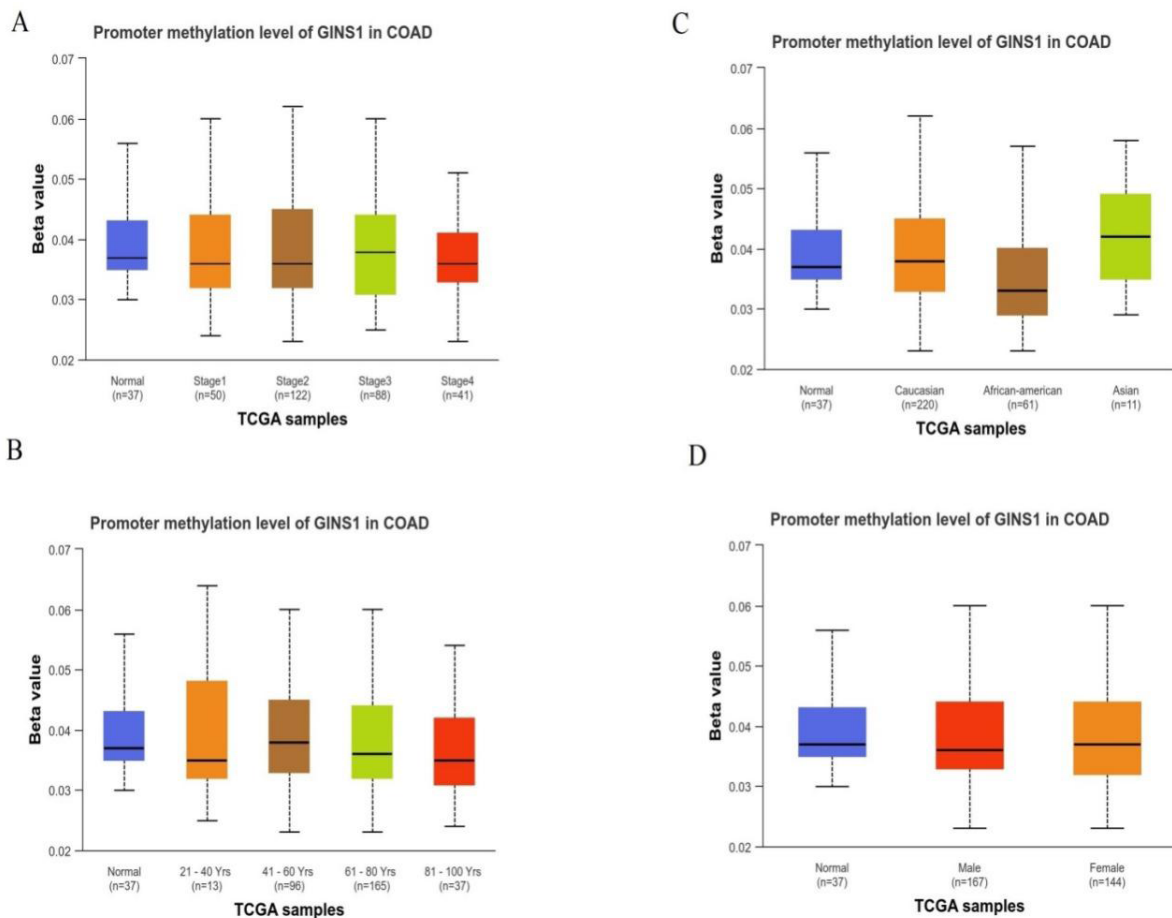 A
Promoter methylation level of GINS1 in COAD
0.07
0.06
0.05
0.04
0.03
0.02
Beta value
Normal Stage1 Stage2 Stage3 Stage4
(n=37) (n=50) (n=122) (n=88) (n=41)
TCGA samples
B
Promoter methylation level of GINS1 in COAD
0.07
0.06
0.05
0.04
0.03
0.02
Beta value
Normal 21 - 40 Yrs 41 - 60 Yrs 61 - 80 Yrs 81 - 100 Yrs
(n=37) (n=13) (n=96) (n=165) (n=37)
TCGA samples
C
Promoter methylation level of GINS1 in COAD
0.07
0.06
0.05
0.04
0.03
0.02
Beta value
Normal Caucasian African-american Asian
(n=37) (n=220) (n=61) (n=11)
TCGA samples
D
Promoter methylation level of GINS1 in COAD
0.07
0.06
0.05
0.04
0.03
0.02
Beta value
Normal Male Female
(n=37) (n=167) (n=144)
TCGA samples